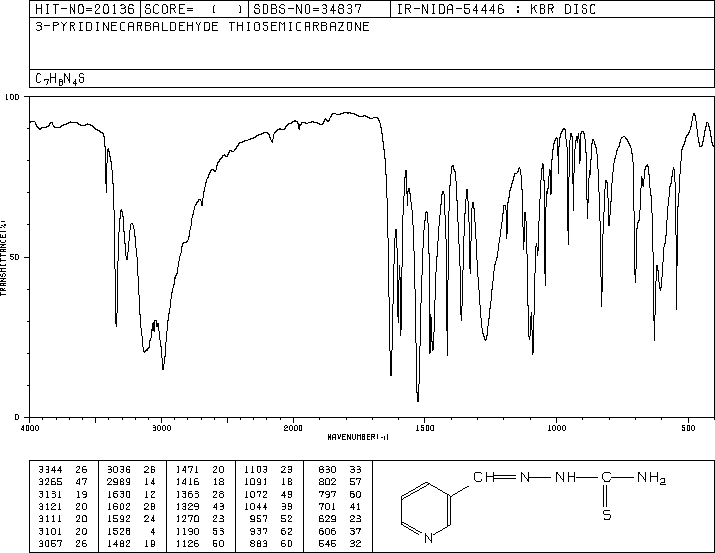 HIT-NO=20136 SCORE= ( ) SDBS-NO=34837 IR-NIDA-54446 : KBR DISC
3-PYRIDINECARBALDEHYDE THIOSEMICARBAZONE
C7H8N4S
100
TRANSMITTANCE(%)
50
0
4000 3000 2000 1500 1000 500
WAVENUMBER(-1)
3344 26 3036 26 1471 20 1103 23 830 33
3265 47 2989 14 1416 18 1091 18 802 57
3131 19 1630 12 1363 28 1072 49 797 60
3121 20 1602 28 1329 43 1044 39 701 41
3111 20 1592 24 1270 23 957 52 629 23
3101 20 1528 4 1190 53 937 62 606 37
3057 26 1482 19 1126 50 883 60 545 32
CH N NH C NH2
S
N